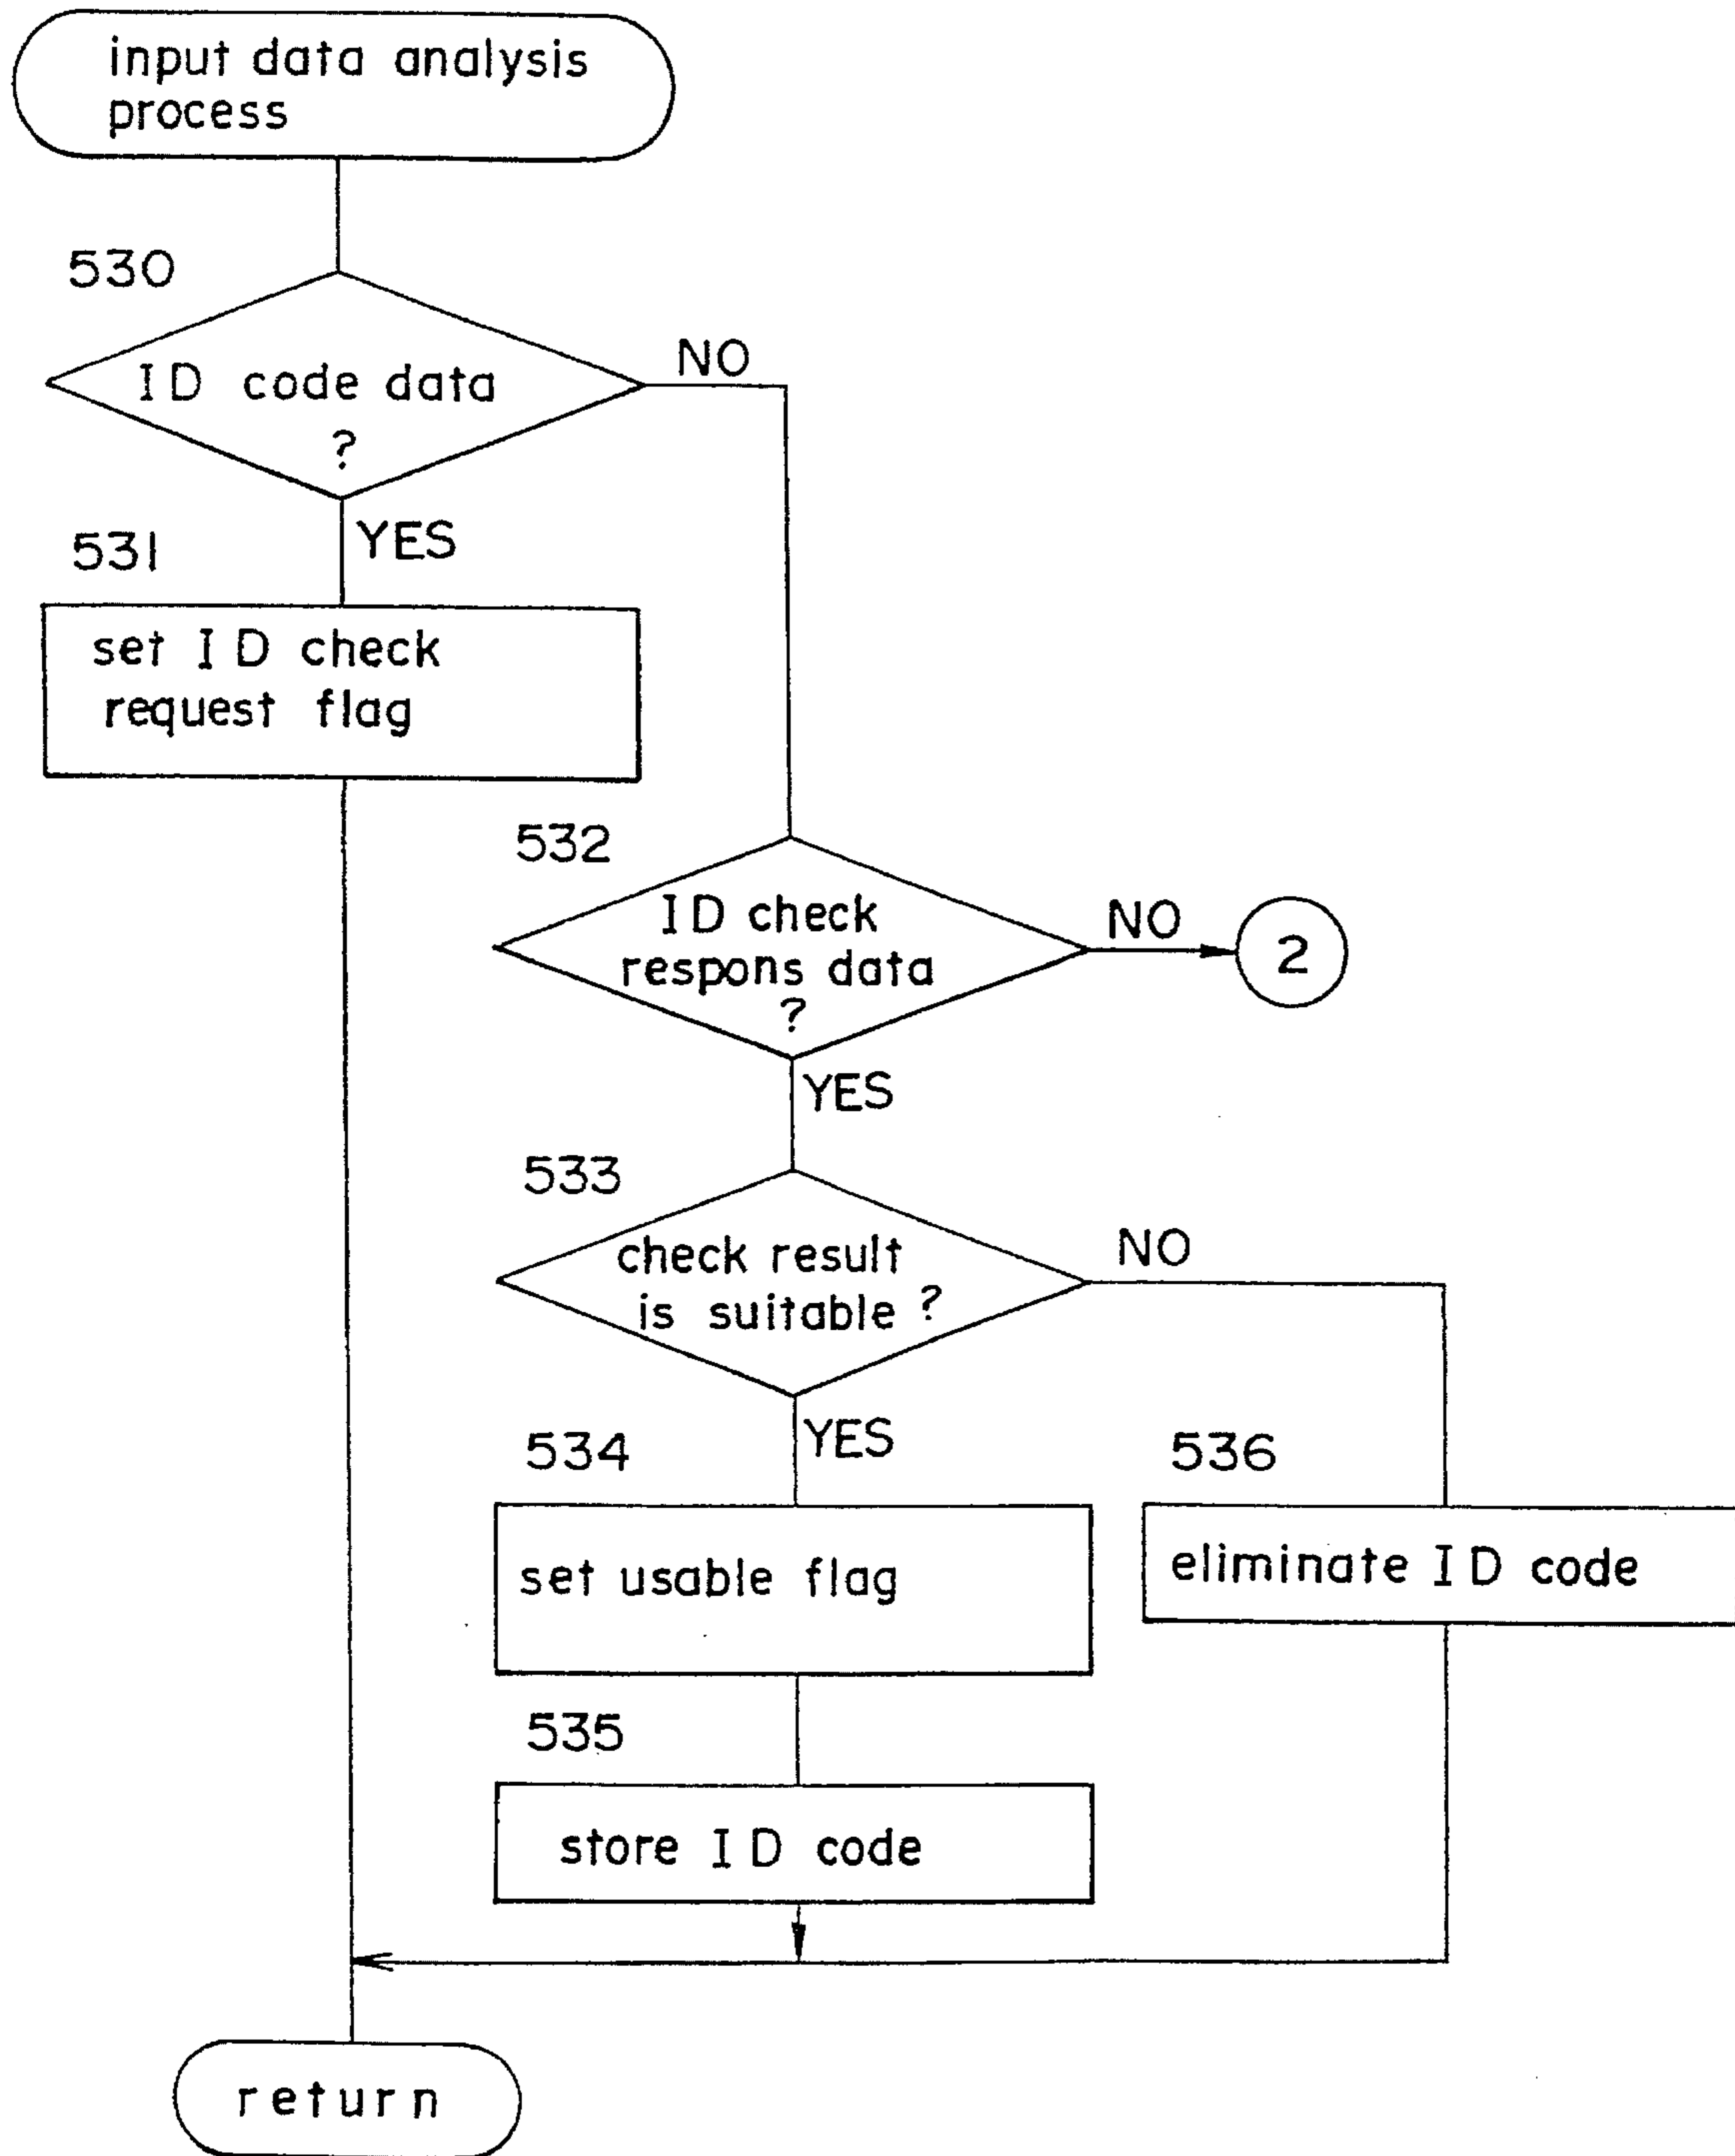 input data analysis
process
530
ID code data
?
NO
YES
531
set ID check
request flag
532
ID check
respons data
?
NO
2
YES
533
check result
is suitable ?
NO
YES
534
set usable flag
536
eliminate ID code
535
store ID code
return